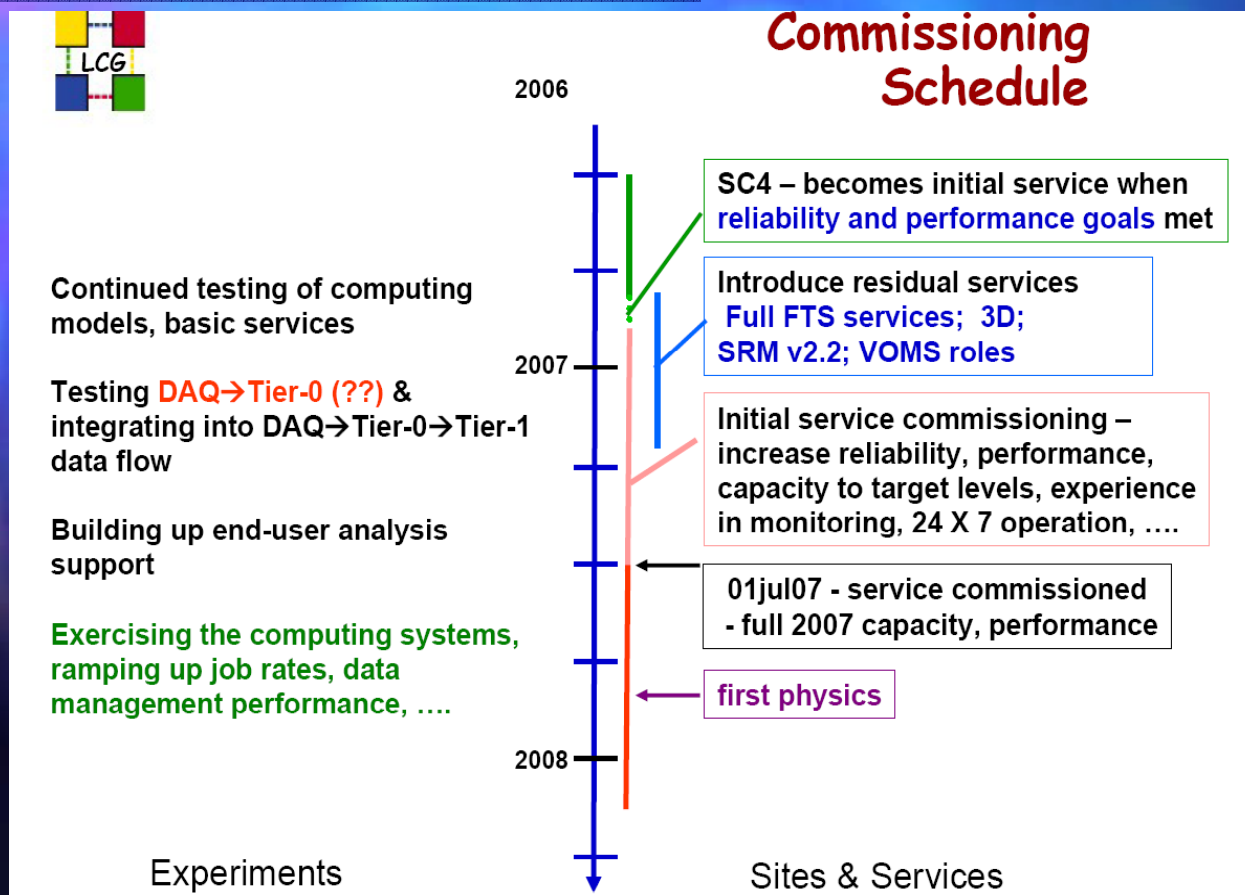 LCG
Commissioning
Schedule
2006
SC4 – becomes initial service when
reliability and performance goals met
Introduce residual services
Full FTS services; 3D;
SRM v2.2; VOMS roles
Continued testing of computing
models, basic services
2007
Testing DAQ→Tier-0 (??) &
integrating into DAQ→Tier-0→Tier-1
data flow
Initial service commissioning –
increase reliability, performance,
capacity to target levels, experience
in monitoring, 24 X 7 operation, ....
Building up end-user analysis
support
01jul07 - service commissioned
- full 2007 capacity, performance
Exercising the computing systems,
ramping up job rates, data
management performance, ....
first physics
2008
Experiments
Sites & Services